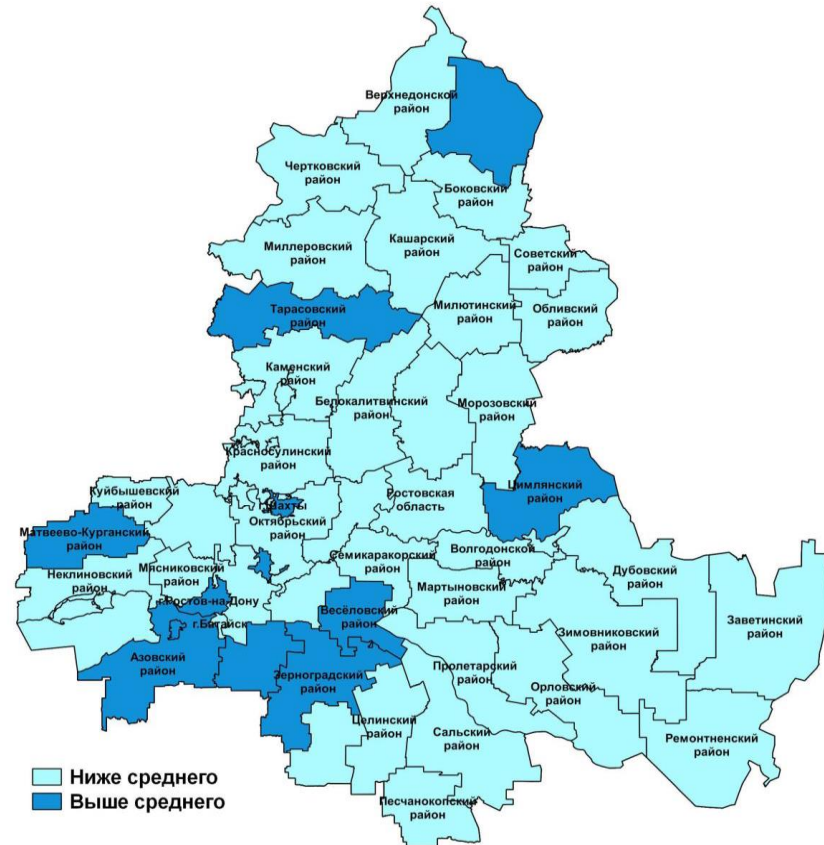 Верхнедонской
район
Чертковский
район
Боковский
район
Миллеровский
район
Кашарский
район
Советский
район
Тарасовский
район
Милютинский
район
Обливский
район
Каменский
район
Белокалитвинский
район
Морозовский
район
Красносулинский
район
Куйбышевский
район
г.Шахты
Октябрьский
район
Ростовская
область
Цимлянский
район
Матвеево-Курганский
район
Неклиновский
район
Мясниковский
район
Семикаракорский
район
Волгодонской
район
Дубовский
район
Мартыновский
район
Заветинский
район
г.Ростов-на-Дону
г.Батайск
Весёловский
район
Зимовниковский
район
Азовский
район
Зерноградский
район
Пролетарский
район
Орловский
район
Целинский
район
Сальский
район
Ремонтненский
район
Песчанокопский
район
Ниже среднего
Выше среднего